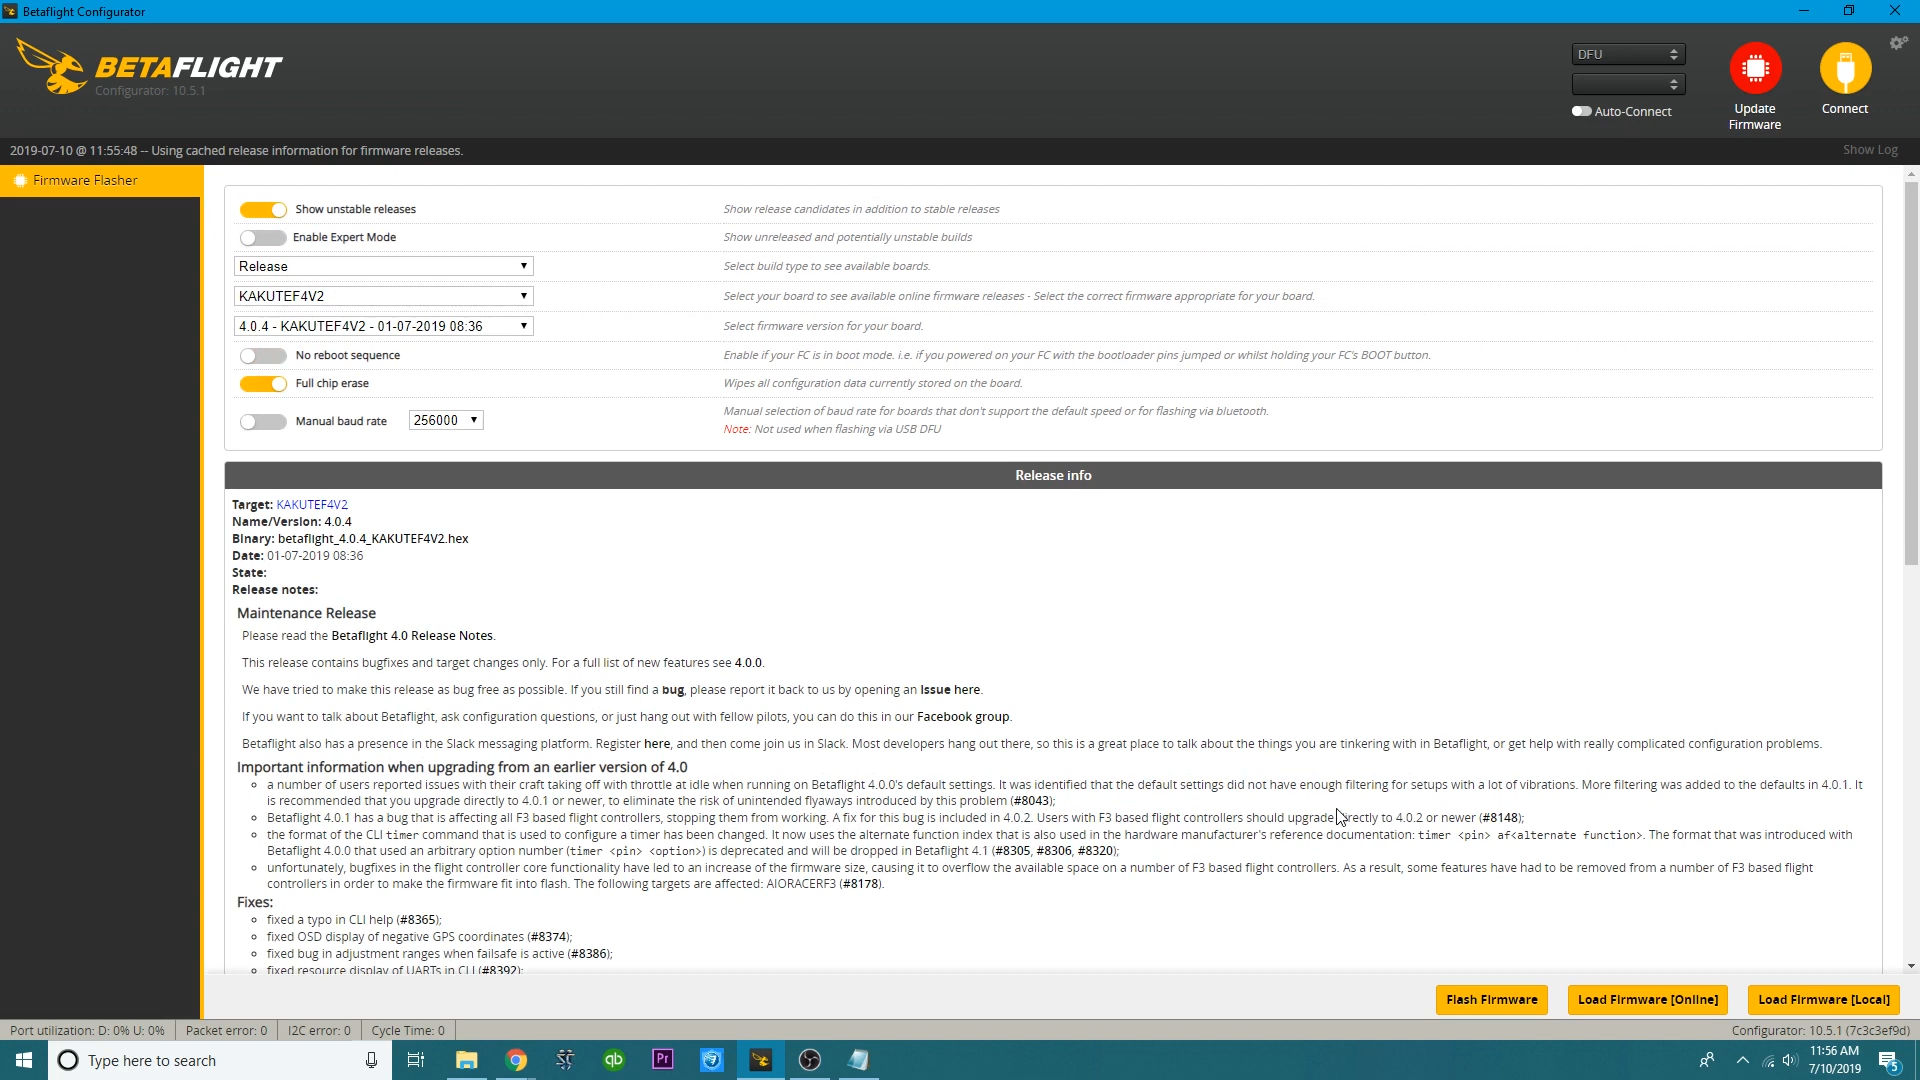 Betaflight Configurator
BETAFLIGHT
Configurator: 10.5.1
DFU
Auto-Connect
Update
Firmware
Connect
2019-07-10 @ 11:55:48 -- Using cached release information for firmware releases.
Show Log
Firmware Flasher
Show unstable releases
Show release candidates in addition to stable releases
Enable Expert Mode
Show unreleased and potentially unstable builds
Release
Select build type to see available boards.
KAKUTEF4V2
Select your board to see available online firmware releases - Select the correct firmware appropriate for your board.
4.0.4 - KAKUTEF4V2 - 01-07-2019 08:36
Select firmware version for your board.
No reboot sequence
Enable if your FC is in boot mode. i.e. if you powered on your FC with the bootloader pins jumped or whilst holding your FC's BOOT button.
Full chip erase
Wipes all configuration data currently stored on the board.
Manual baud rate
256000
Manual selection of baud rate for boards that don't support the default speed or for flashing via bluetooth.
Note: Not used when flashing via USB DFU
Release info
Target: KAKUTEF4V2
Name/Version: 4.0.4
Binary: betaflight_4.0.4_KAKUTEF4V2.hex
Date: 01-07-2019 08:36
State:
Release notes:
Maintenance Release
Please read the Betaflight 4.0 Release Notes.
This release contains bugfixes and target changes only. For a full list of new features see 4.0.0.
We have tried to make this release as bug free as possible. If you still find a bug, please report it back to us by opening an Issue here.
If you want to talk about Betaflight, ask configuration questions, or just hang out with fellow pilots, you can do this in our Facebook group.
Betaflight also has a presence in the Slack messaging platform. Register here, and then come join us in Slack. Most developers hang out there, so this is a great place to talk about the things you are tinkering with in Betaflight, or get help with really complicated configuration problems.
Important information when upgrading from an earlier version of 4.0
a number of users reported issues with their craft taking off with throttle at idle when running on Betaflight 4.0.0's default settings. It was identified that the default settings did not have enough filtering for setups with a lot of vibrations. More filtering was added to the defaults in 4.0.1. It
is recommended that you upgrade directly to 4.0.1 or newer, to eliminate the risk of unintended flyaways introduced by this problem (#8043);
Betaflight 4.0.1 has a bug that is affecting all F3 based flight controllers, stopping them from working. A fix for this bug is included in 4.0.2. Users with F3 based flight controllers should upgrade directly to 4.0.2 or newer (#8148);
the format of the CLI timer command that is used to configure a timer has been changed. It now uses the alternate function index that is also used in the hardware manufacturer's reference documentation: timer <pin> af<alternate function>. The format that was introduced with
Betaflight 4.0.0 that used an arbitrary option number (timer <pin> <option>) is deprecated and will be dropped in Betaflight 4.1 (#8305, #8306, #8320);
unfortunately, bugfixes in the flight controller core functionality have led to an increase of the firmware size, causing it to overflow the available space on a number of F3 based flight controllers. As a result, some features have had to be removed from a number of F3 based flight
controllers in order to make the firmware fit into flash. The following targets are affected: AIORACERF3 (#8178).
Fixes:
fixed a typo in CLI help (#8365);
fixed OSD display of negative GPS coordinates (#8374);
fixed bug in adjustment ranges when failsafe is active (#8386);
fixed resource display of UARTs in CLI (#8392);
Flash Firmware
Load Firmware [Online]
Load Firmware [Local]
Port utilization: D: 0% U: 0%
Packet error: 0
I2C error: 0
Cycle Time: 0
Configurator: 10.5.1 (7c3c3ef9d)
Type here to search
qb
Pr
11:56 AM
7/10/2019
5